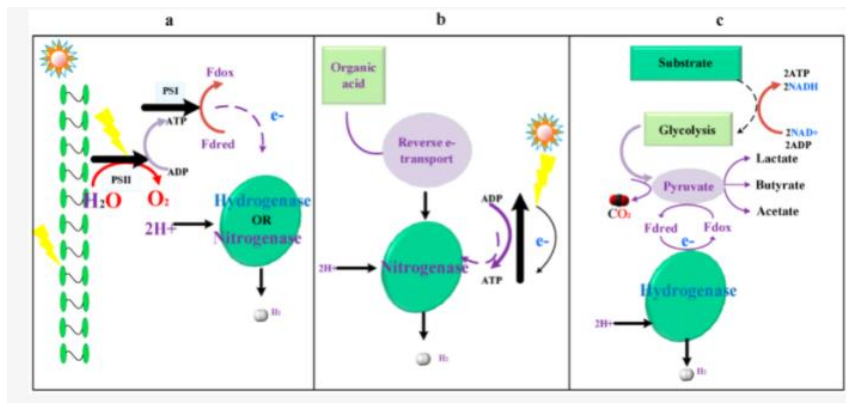 a
b
c
Fdox
PSI
ATP
e-
Fdred
ADP
PSII
H₂O
O₂
2H+
Hydrogenase
OR
Nitrogenase
H₂
Organic
acid
Reverse e-
transport
ADP
e-
2H+
Nitrogenase
ATP
H₂
Substrate
2ATP
2NADH
Glycolysis
2NAD+
2ADP
Lactate
Pyruvate
Butyrate
CO₂
Acetate
Fdred
Fdox
e-
Hydrogenase
2H+
H₂